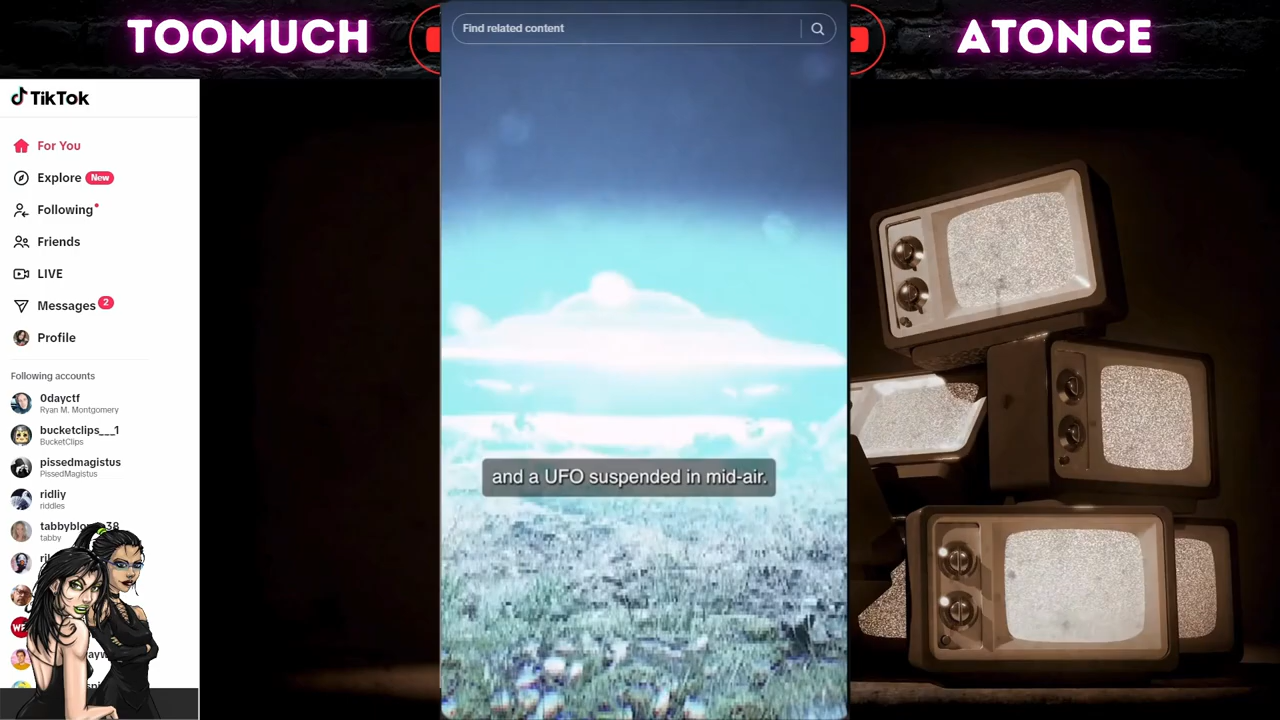 TOOMUCH
ATONCE
Find related content
TikTok
For You
Explore New
Following
Friends
LIVE
Messages 2
Profile
Following accounts
0dayctf
Ryan M. Montgomery
bucketclips___1
BucketClips
pissedmagistus
PissedMagistus
ridliy
riddles
tabby
and a UFO suspended in mid-air.